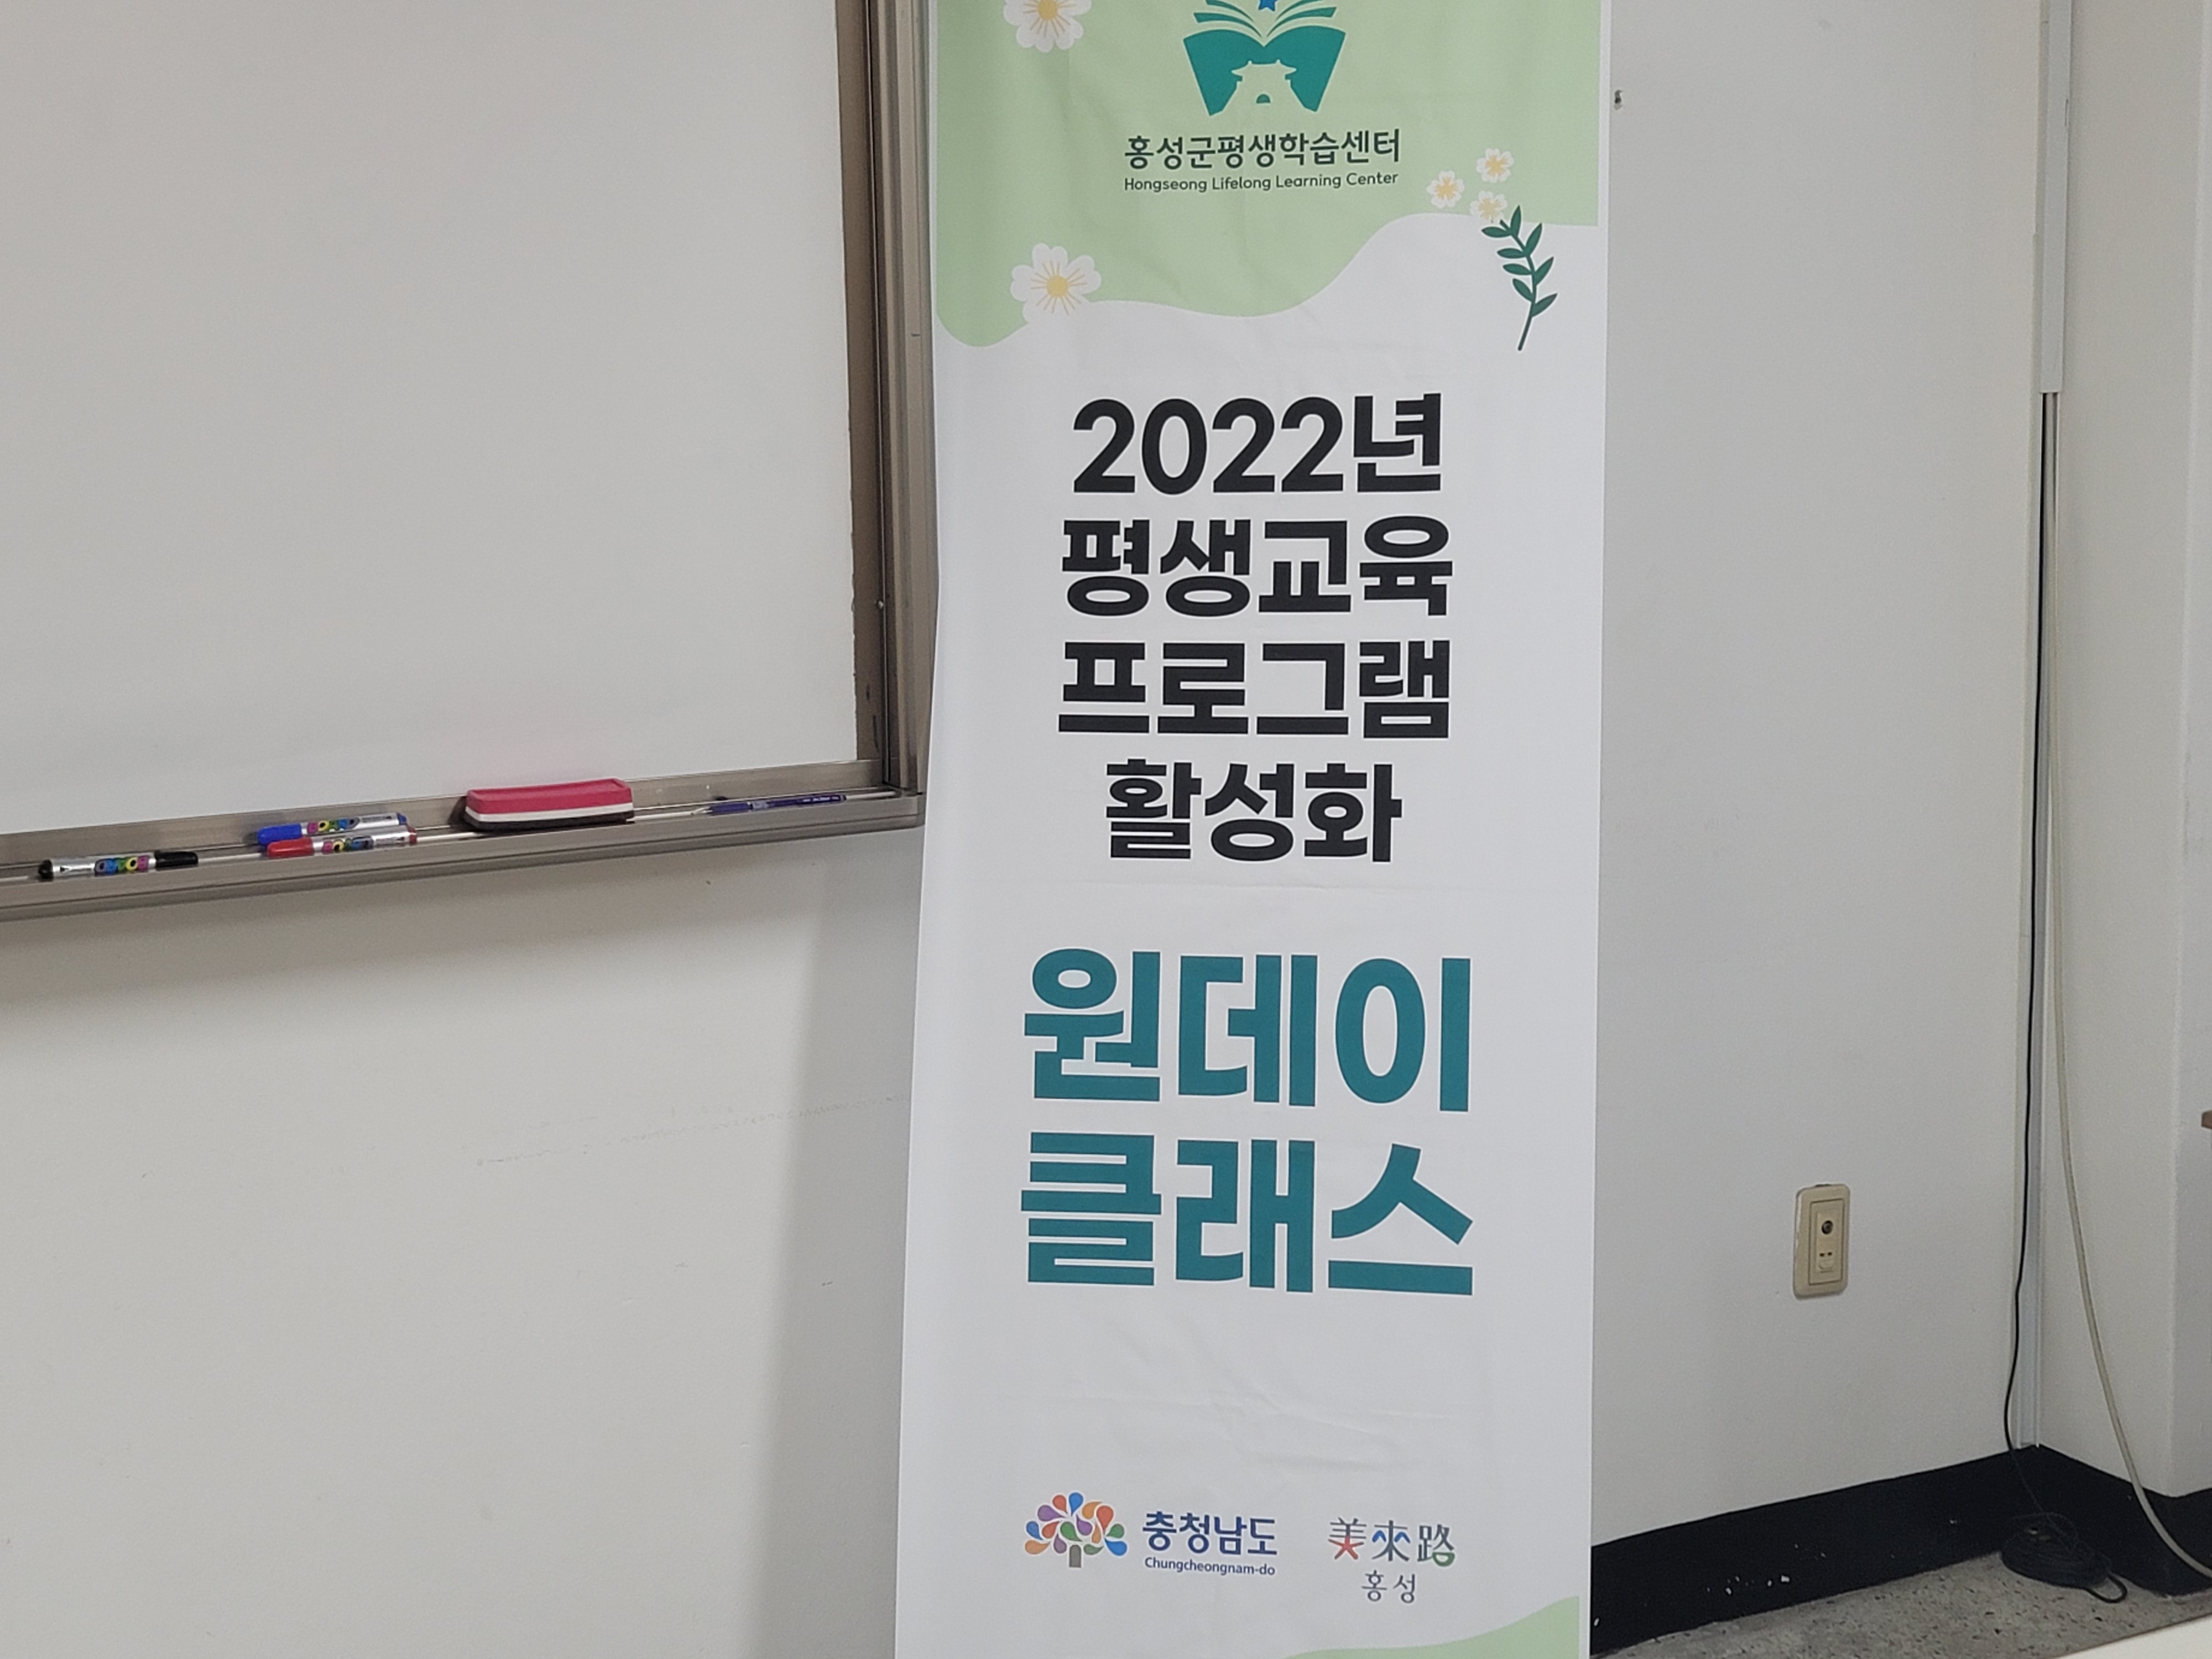 홍성군평생학습센터
Hongseong Lifelong Learning Center
2022년
평생교육
프로그램
활성화
원데이
클래스
충청남도
Chungcheongnam-do
美來路
홍성